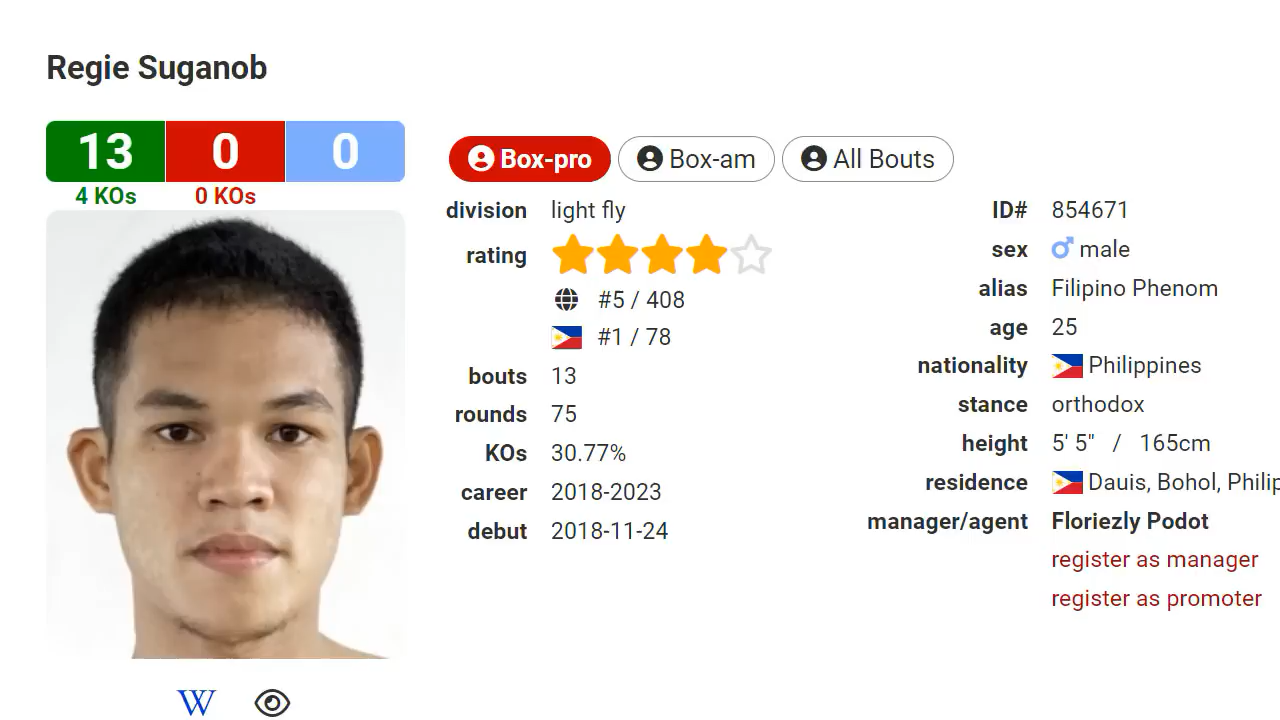 Regie Suganob
13 0 0
4 KOs 0 KOs
Box-pro Box-am All Bouts
division light fly
rating
#5 / 408
#1 / 78
bouts 13
rounds 75
KOs 30.77%
career 2018-2023
debut 2018-11-24
ID# 854671
sex male
alias Filipino Phenom
age 25
nationality Philippines
stance orthodox
height 5' 5" / 165cm
residence Dauis, Bohol, Philip
manager/agent Floriezly Podot
register as manager
register as promoter
W